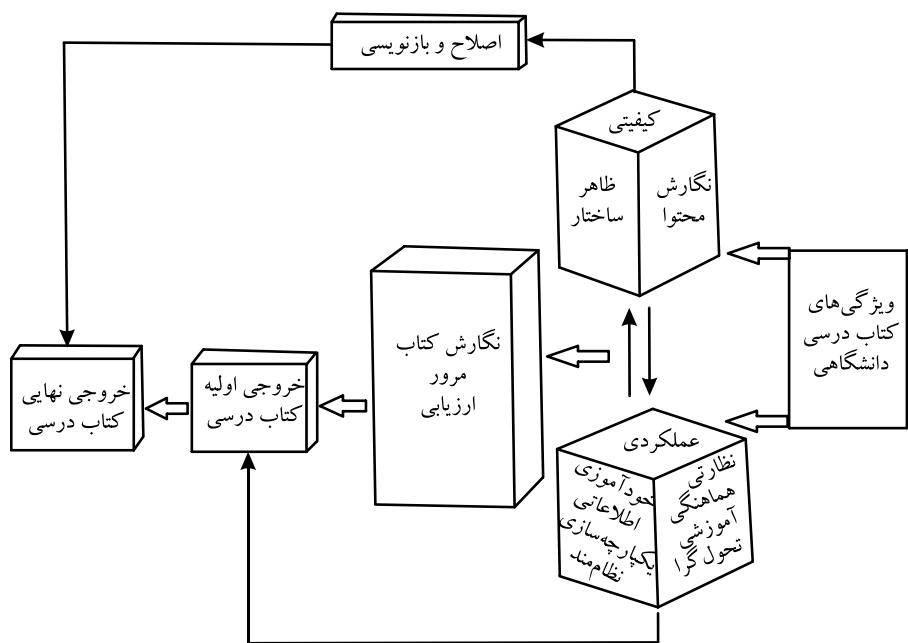 اصلاح و بازنویسی
کیفیتی
نگارش
محتوا
ظاهر
ساختار
ویژگی‌های
کتاب درسی
دانشگاهی
نگارش کتاب
مرور
ارزیابی
خروجی اولیه
کتاب درسی
خروجی نهایی
کتاب درسی
عملکردی
نظارتی
هماهنگی
آموزشی
تحول گرا
خودآموزی
اطلاعاتی
یکپارچه‌سازی
نظام‌مند